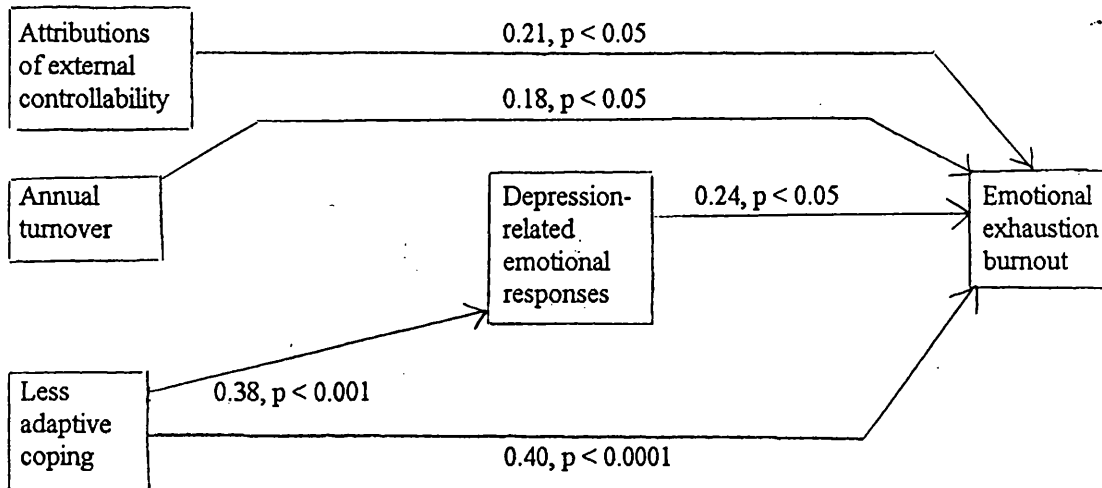 Attributions
of external
controllability
0.21, p < 0.05
0.18, p < 0.05
Annual
turnover
Depression-
related
emotional
responses
0.24, p < 0.05
Emotional
exhaustion
burnout
Less
adaptive
coping
0.38, p < 0.001
0.40, p < 0.0001